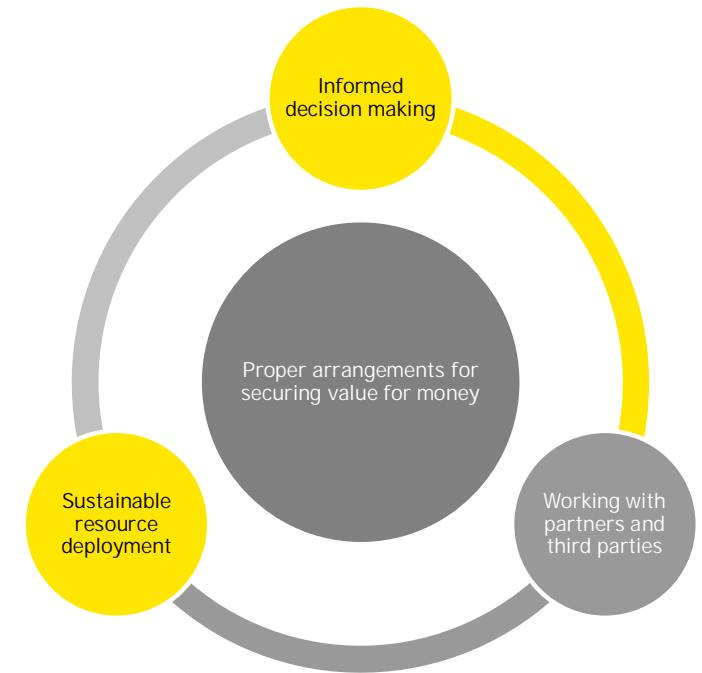 Informed
decision making
Proper arrangements for
securing value for money
Sustainable
resource
deployment
Working with
partners and
third parties